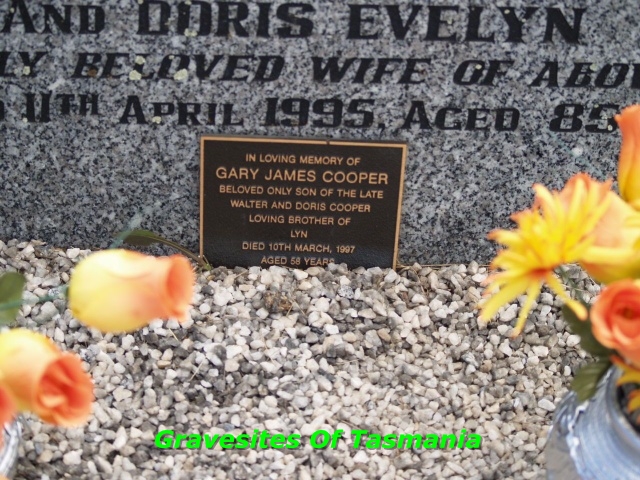 AND DORIS EVELYN
BELOVED WIFE OF
11TH APRIL 1995, AGED
IN LOVING MEMORY OF
GARY JAMES COOPER
BELOVED ONLY SON OF THE LATE
WALTER AND DORIS COOPER
LOVING BROTHER OF
LYN
DIED 10TH MARCH, 1997
AGED 58 YEARS
Gravesites Of Tasmania